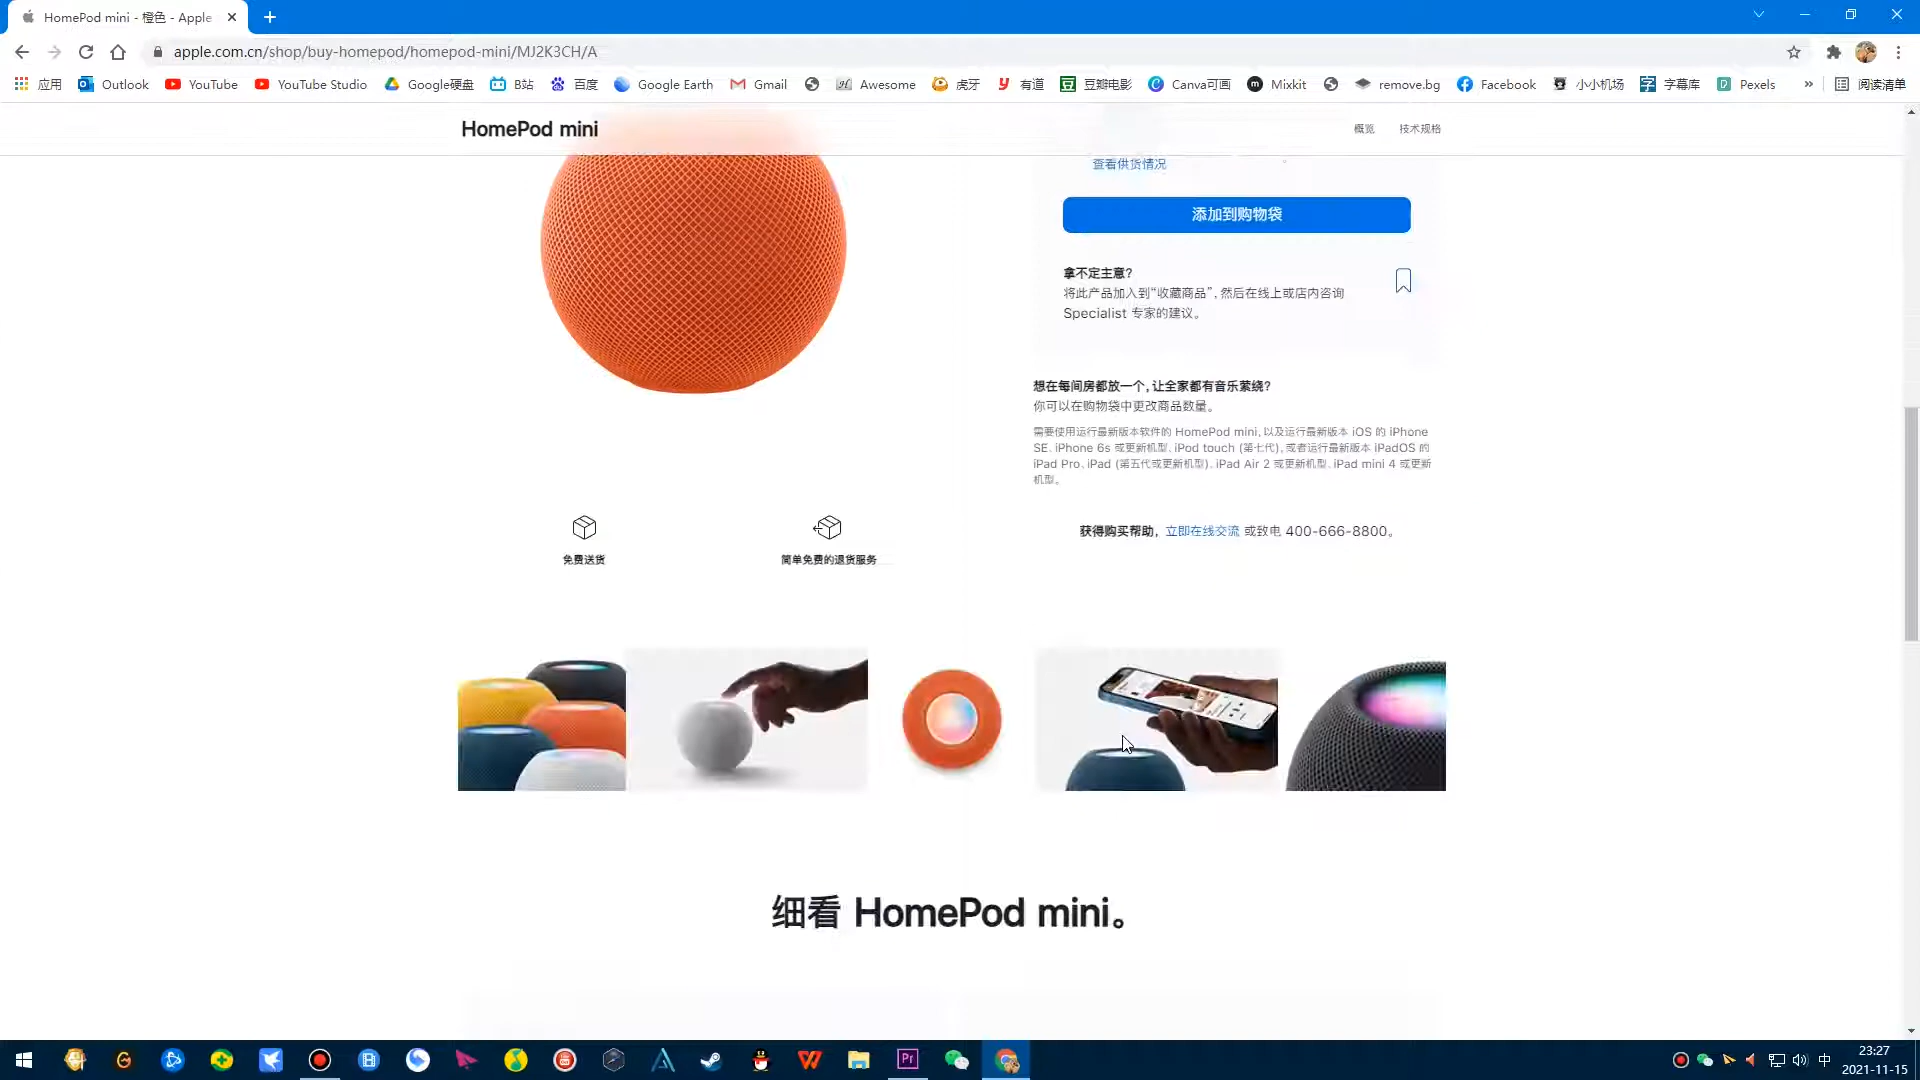 HomePod mini - 橙色 - Apple
apple.com.cn/shop/buy-homepod/homepod-mini/MJ2K3CH/A
应用 Outlook YouTube YouTube Studio Google硬盘 B站 百度 Google Earth Gmail Awesome 虎牙 有道 豆瓣电影 Canva可画 Mixkit remove.bg Facebook 小小机场 字幕库 Pexels » 阅读清单
HomePod mini 概览 技术规格
查看供货情况
添加到购物袋
拿不定主意？
将此产品加入到“收藏商品”，然后在线上或店内咨询
Specialist 专家的建议。
想在每间房都放一个，让全家都有音乐萦绕？
你可以在购物袋中更改商品数量。
需要使用运行最新版本软件的 HomePod mini，以及运行最新版本 iOS 的 iPhone
SE、iPhone 6s 或更新机型、iPod touch (第七代)，或者运行最新版本 iPadOS 的
iPad Pro、iPad (第五代或更新机型)、iPad Air 2 或更新机型、iPad mini 4 或更新
机型。
获得购买帮助，立即在线交流 或致电 400-666-8800。
免费送货
简单免费的退货服务
细看 HomePod mini。
中
23:27
2021-11-15